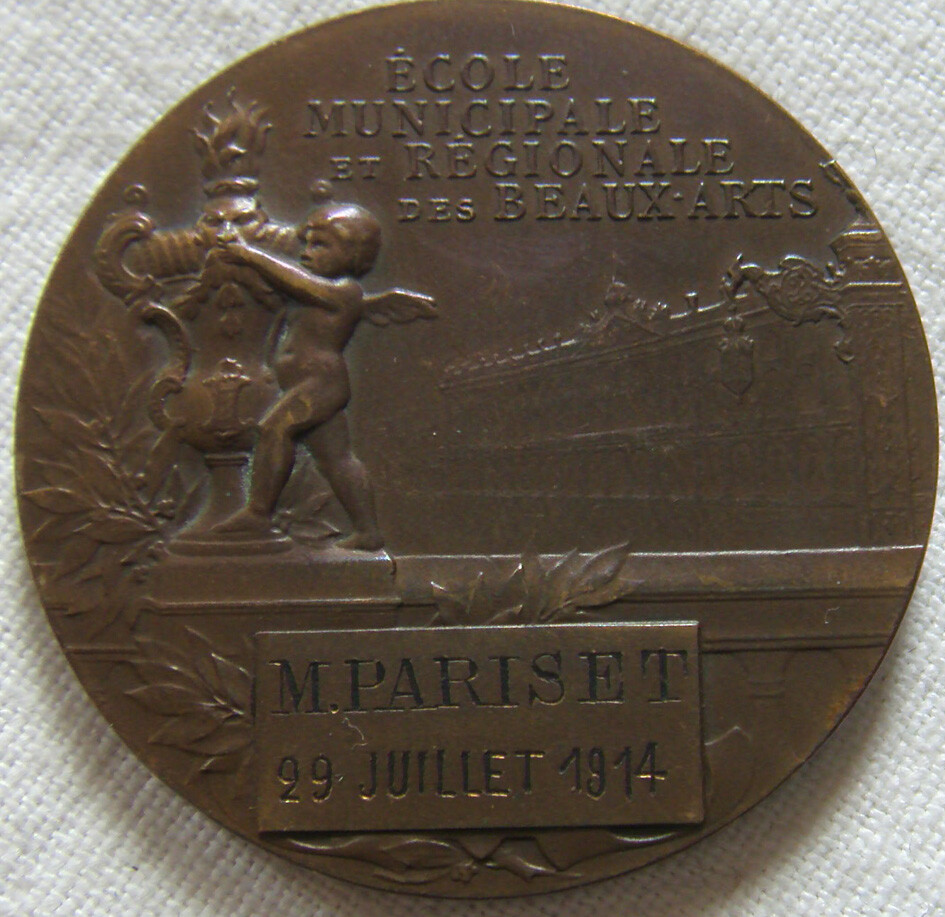 ÉCOLE
MUNICIPALE
ET RÉGIONALE
DES BEAUX-ARTS
M. PARISET
29 JUILLET 1914